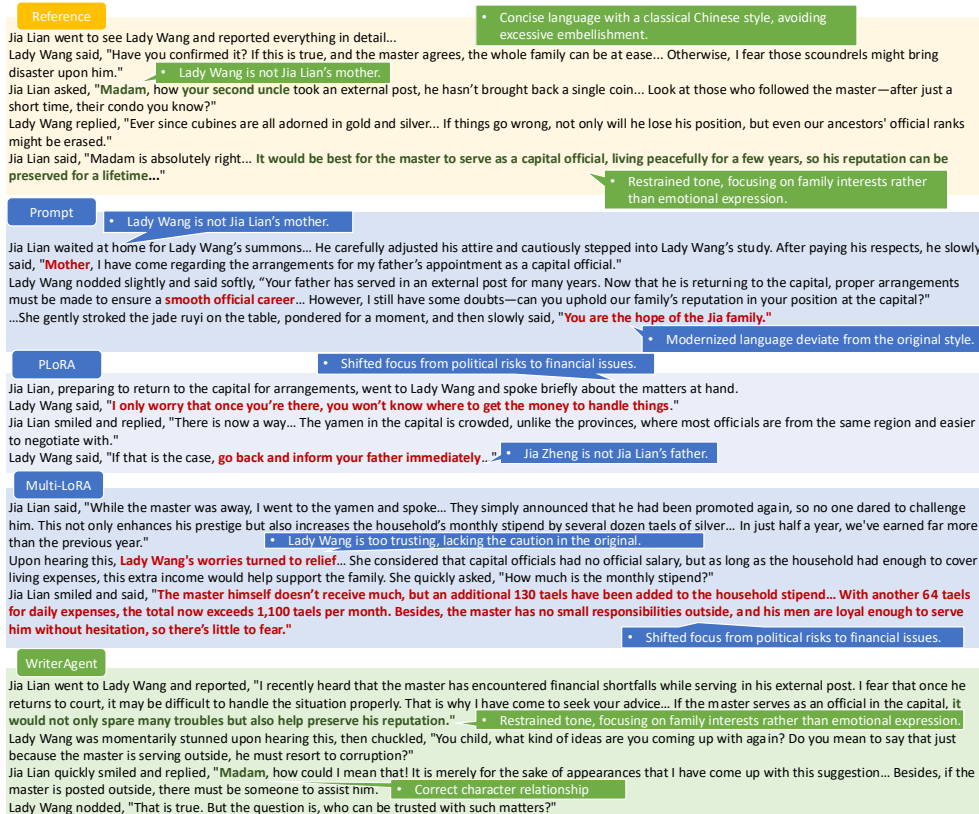 Reference
• Concise language with a classical Chinese style, avoiding
excessive embellishment.
Jia Lian went to see Lady Wang and reported everything in detail...
Lady Wang said, "Have you confirmed it? If this is true, and the master agrees, the whole family can be at ease... Otherwise, I fear those scoundrels might bring
disaster upon him."
• Lady Wang is not Jia Lian's mother.
Jia Lian asked, "Madam, how your second uncle took an external post, he hasn't brought back a single coin... Look at those who followed the master—after just a
short time, their condo you know?"
Lady Wang replied, "Ever since cubines are all adorned in gold and silver... If things go wrong, not only will he lose his position, but even our ancestors' official ranks
might be erased."
Jia Lian said, "Madam is absolutely right... It would be best for the master to serve as a capital official, living peacefully for a few years, so his reputation can be
preserved for a lifetime..."
• Restrained tone, focusing on family interests rather
than emotional expression.
Prompt
• Lady Wang is not Jia Lian's mother.
Jia Lian waited at home for Lady Wang's summons... He carefully adjusted his attire and cautiously stepped into Lady Wang's study. After paying his respects, he slowly
said, "Mother, I have come regarding the arrangements for my father's appointment as a capital official."
Lady Wang nodded slightly and said softly, "Your father has served in an external post for many years. Now that he is returning to the capital, proper arrangements
must be made to ensure a smooth official career... However, I still have some doubts—can you uphold our family's reputation in your position at the capital?"
...She gently stroked the jade ruyi on the table, pondered for a moment, and then slowly said, "You are the hope of the Jia family."
• Modernized language deviate from the original style.
PLoRA
• Shifted focus from political risks to financial issues.
Jia Lian, preparing to return to the capital for arrangements, went to Lady Wang and spoke briefly about the matters at hand.
Lady Wang said, "I only worry that once you're there, you won't know where to get the money to handle things."
Jia Lian smiled and replied, "There is now a way... The yamen in the capital is crowded, unlike the provinces, where most officials are from the same region and easier
to negotiate with."
Lady Wang said, "If that is the case, go back and inform your father immediately.. "
• Jia Zheng is not Jia Lian's father.
Multi-LoRA
Jia Lian said, "While the master was away, I went to the yamen and spoke... They simply announced that he had been promoted again, so no one dared to challenge
him. This not only enhances his prestige but also increases the household's monthly stipend by several dozen taels of silver... In just half a year, we've earned far more
than the previous year."
• Lady Wang is too trusting, lacking the caution in the original.
Upon hearing this, Lady Wang's worries turned to relief... She considered that capital officials had no official salary, but as long as the household had enough to cover
living expenses, this extra income would help support the family. She quickly asked, "How much is the monthly stipend?"
Jia Lian smiled and said, "The master himself doesn't receive much, but an additional 130 taels have been added to the household stipend... With another 64 taels
for daily expenses, the total now exceeds 1,100 taels per month. Besides, the master has no small responsibilities outside, and his men are loyal enough to serve
him without hesitation, so there's little to fear."
• Shifted focus from political risks to financial issues.
WriterAgent
Jia Lian went to Lady Wang and reported, "I recently heard that the master has encountered financial shortfalls while serving in his external post. I fear that once he
returns to court, it may be difficult to handle the situation properly. That is why I have come to seek your advice... If the master serves as an official in the capital, it
would not only spare many troubles but also help preserve his reputation."
• Restrained tone, focusing on family interests rather than emotional expression.
Lady Wang was momentarily stunned upon hearing this, then chuckled, "You child, what kind of ideas are you coming up with again? Do you mean to say that just
because the master is serving outside, he must resort to corruption?"
Jia Lian quickly smiled and replied, "Madam, how could I mean that! It is merely for the sake of appearances that I have come up with this suggestion... Besides, if the
master is posted outside, there must be someone to assist him.
• Correct character relationship
Lady Wang nodded, "That is true. But the question is, who can be trusted with such matters?"